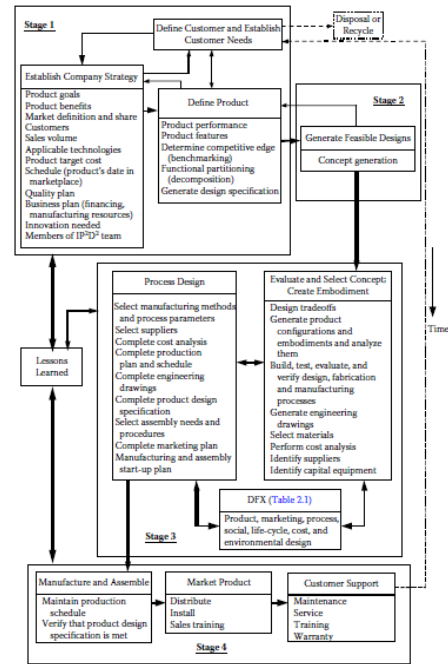 Stage 1
Define Customer and Establish
Customer Needs
Disposal or
Recycle
Establish Company Strategy
Product goals
Product benefits
Market definition and share
Customers
Sales volume
Applicable technologies
Product target cost
Schedule (product's date in
marketplace)
Quality plan
Business plan (financing,
manufacturing resources)
Innovation needed
Members of IP²D² team
Define Product
Product performance
Product features
Determine competitive edge
(benchmarking)
Functional partitioning
(decomposition)
Generate design specification
Stage 2
Generate Feasible Designs
Concept generation
Process Design
Select manufacturing methods
and process parameters
Select suppliers
Complete cost analysis
Complete production
plan and schedule
Complete engineering
drawings
Complete product design
specification
Select assembly needs and
procedures
Complete marketing plan
Manufacturing and assembly
start-up plan
Evaluate and Select Concept;
Create Embodiment
Design tradeoffs
Generate product
configurations and
embodiments and analyze
them
Build, test, evaluate, and
verify design, fabrication
and manufacturing
processes
Generate engineering
drawings
Select materials
Perform cost analysis
Identify suppliers
Identify capital equipment
Time
Lessons
Learned
DFX (Table 2.1)
Product, marketing, process,
social, life-cycle, cost, and
environmental design
Stage 3
Manufacture and Assemble
Maintain production
schedule
Verify that product design
specification is met
Market Product
Distribute
Install
Sales training
Customer Support
Maintenance
Service
Training
Warranty
Stage 4